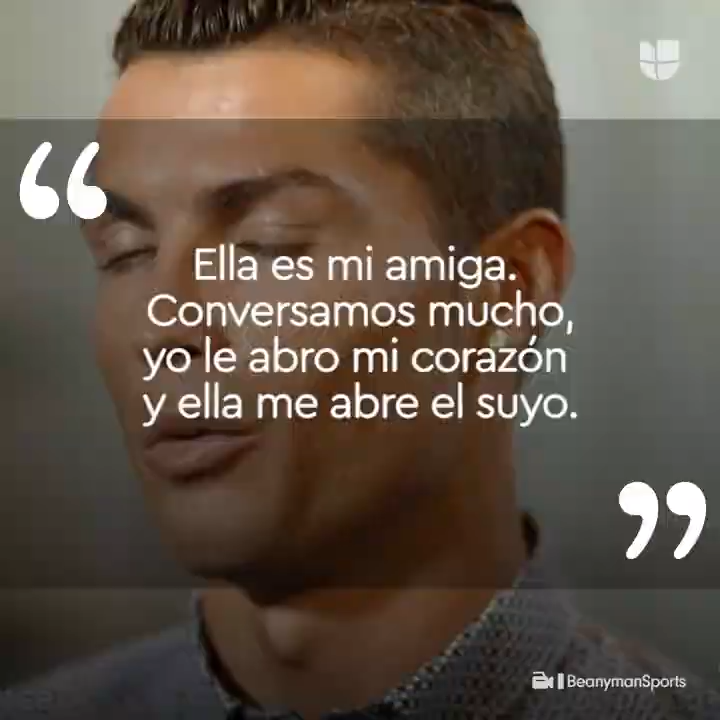 “
Ella es mi amiga.
Conversamos mucho,
yo le abro mi corazón
y ella me abre el suyo.
”
BeanymanSports